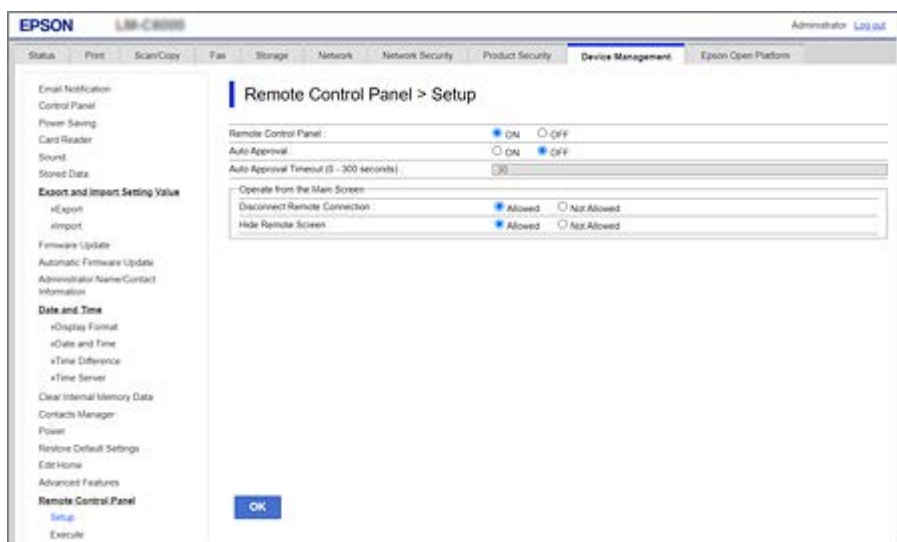 EPSON
Administrator Log out
Status Print Scan/Copy Fax Storage Network Network Security Product Security Device Management Epson Open Platform
Email Notification
Control Panel
Power Saving
Card Reader
Sound
Stored Data
Export and Import Setting Value
»Export
»Import
Firmware Update
Automatic Firmware Update
Administrator Name/Contact
Information
Date and Time
»Display Format
»Date and Time
»Time Difference
»Time Server
Clear Internal Memory Data
Contacts Manager
Power
Restore Default Settings
Edit Home
Advanced Features
Remote Control Panel
Setup
Execute
Remote Control Panel > Setup
Remote Control Panel : ON OFF
Auto Approval : ON OFF
Auto Approval Timeout (0 - 300 seconds) : 30
Operate from the Main Screen
Disconnect Remote Connection : Allowed Not Allowed
Hide Remote Screen : Allowed Not Allowed
OK